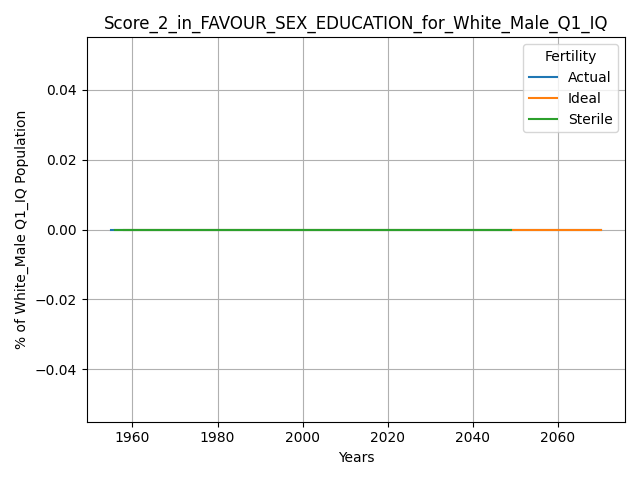 Score_2_in_FAVOUR_SEX_EDUCATION_for_White_Male_Q1_IQ
Fertility
Actual
Ideal
Sterile
% of White_Male Q1_IQ Population
0.04
0.02
0.00
−0.02
−0.04
1960 1980 2000 2020 2040 2060
Years